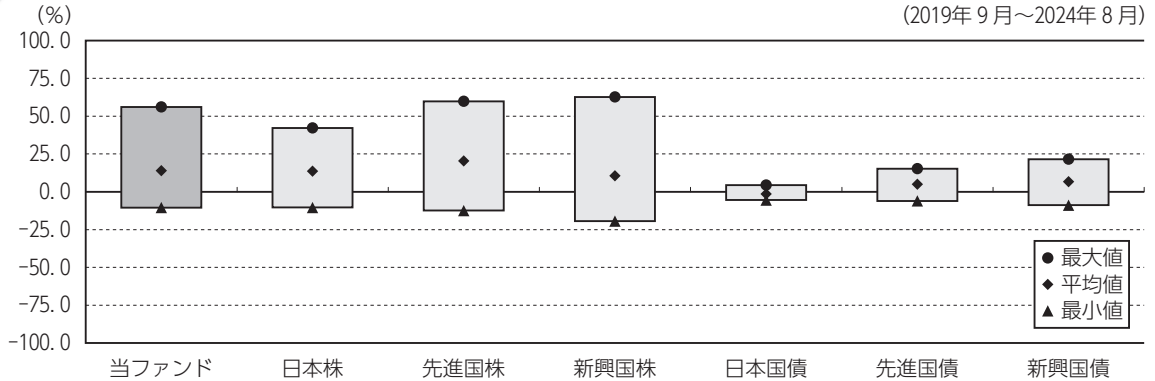 (%)
(2019年9月～2024年8月)
100.0
75.0
50.0
25.0
0.0
-25.0
-50.0
-75.0
-100.0
● 最大値
◆ 平均値
▲ 最小値
当ファンド 日本株 先進国株 新興国株 日本国債 先進国債 新興国債